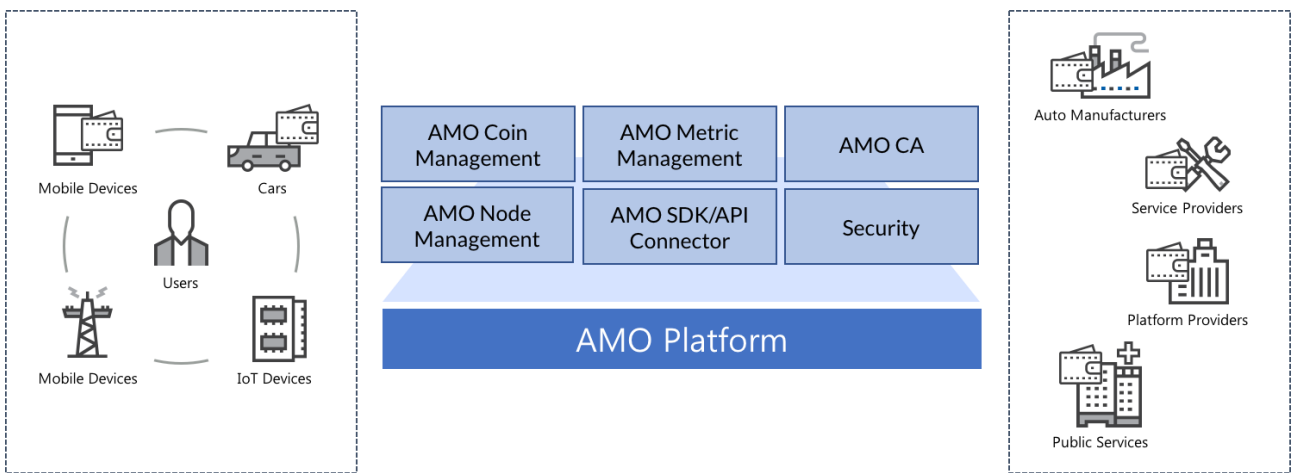 Mobile Devices
Cars
Users
Mobile Devices
IoT Devices
AMO Coin
Management
AMO Metric
Management
AMO CA
AMO Node
Management
AMO SDK/API
Connector
Security
AMO Platform
Auto Manufacturers
Service Providers
Platform Providers
Public Services